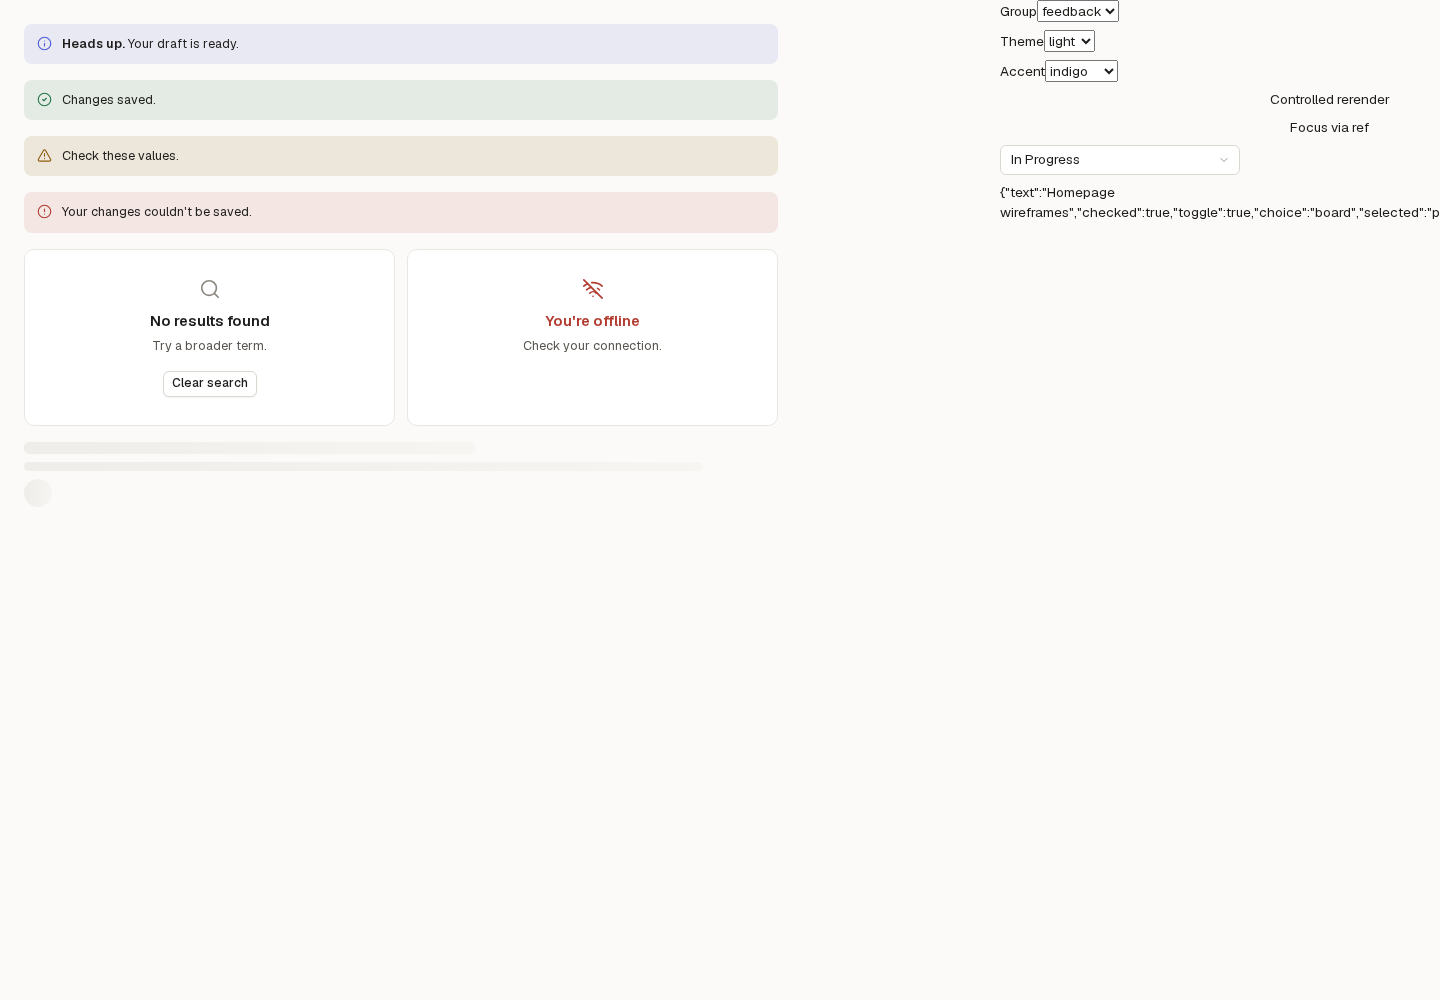 Heads up. Your draft is ready.
Changes saved.
Check these values.
Your changes couldn't be saved.
No results found
Try a broader term.
Clear search
You're offline
Check your connection.
Group feedback
Theme light
Accent indigo
Controlled rerender
Focus via ref
In Progress
{"text":"Homepage
wireframes","checked":true,"toggle":true,"choice":"board","selected":"p